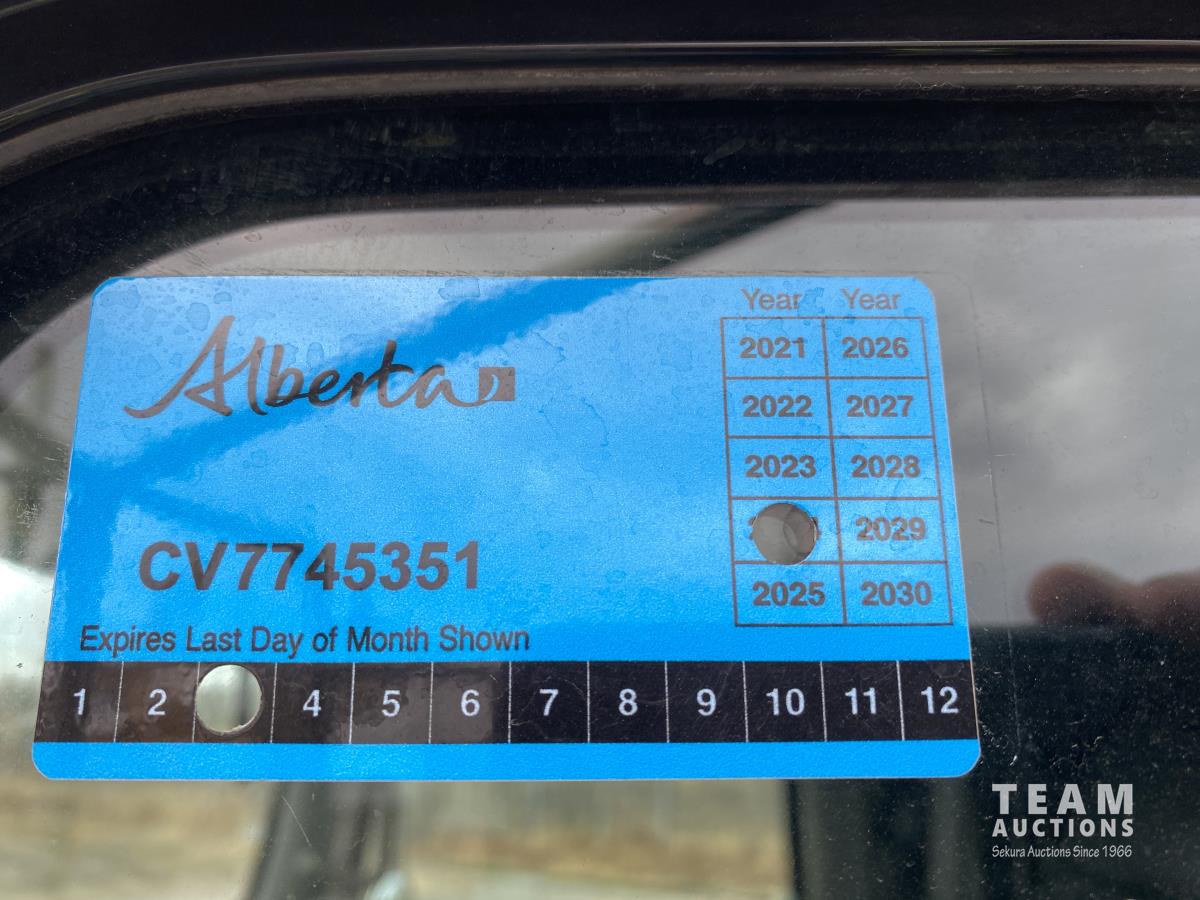 Alberta
Year Year
2021 2026
2022 2027
2023 2028
2029
2025 2030
CV7745351
Expires Last Day of Month Shown
1 2 4 5 6 7 8 9 10 11 12
TEAM
AUCTIONS
Sekura Auctions Since 1966